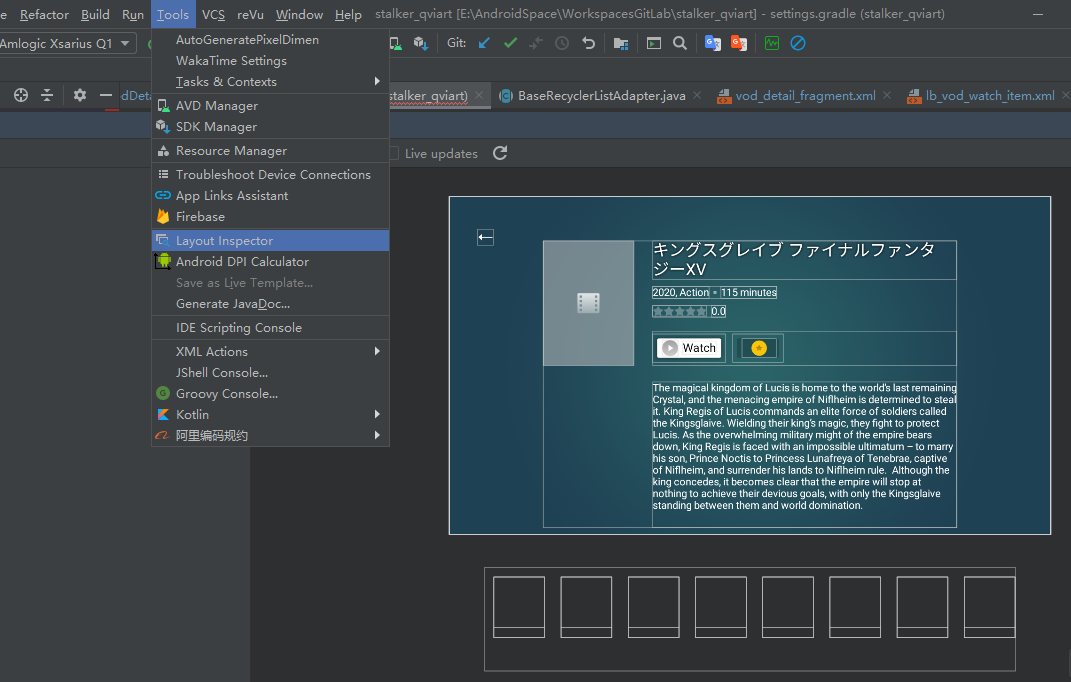 e Refactor Build Run Tools VCS reVu Window Help stalker_qviart [E:\AndroidSpace\WorkspacesGitLab\stalker_qviart] - settings.gradle (stalker_qviart)
Amlogic Xsarius Q1
Git:
AutoGeneratePixelDimen
WakaTime Settings
Tasks & Contexts
AVD Manager
SDK Manager
Resource Manager
Troubleshoot Device Connections
App Links Assistant
Firebase
Layout Inspector
Android DPI Calculator
Save as Live Template...
Generate JavaDoc...
IDE Scripting Console
XML Actions
JShell Console...
Groovy Console...
Kotlin
阿里编码规约
dDeta
stalker_qviart) BaseRecyclerListAdapter.java vod_detail_fragment.xml lb_vod_watch_item.xml
Live updates
キングスグレイブ ファイナルファンタ
ジーXV
2020, Action • 115 minutes
0.0
Watch
The magical kingdom of Lucis is home to the world's last remaining
Crystal, and the menacing empire of Niflheim is determined to steal
it. King Regis of Lucis commands an elite force of soldiers called
the Kingsglaive. Wielding their king's magic, they fight to protect
Lucis. As the overwhelming military might of the empire bears
down, King Regis is faced with an impossible ultimatum – to marry
his son, Prince Noctis to Princess Lunafreya of Tenebrae, captive
of Niflheim, and surrender his lands to Niflheim rule. Although the
king concedes, it becomes clear that the empire will stop at
nothing to achieve their devious goals, with only the Kingsglaive
standing between them and world domination.